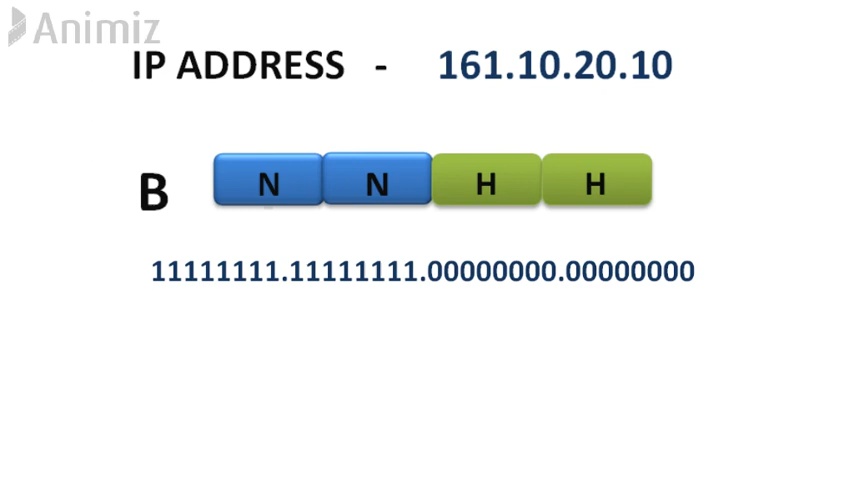 Animiz
IP ADDRESS - 161.10.20.10
B N N H H
11111111.11111111.00000000.00000000